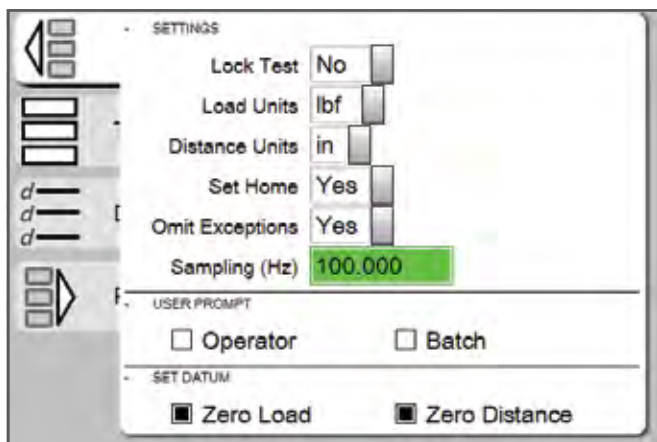 SETTINGS
Lock Test No
Load Units lbf
Distance Units in
Set Home Yes
Omit Exceptions Yes
Sampling (Hz) 100.000
USER PROMPT
Operator Batch
SET DATUM
Zero Load Zero Distance
d
d
d